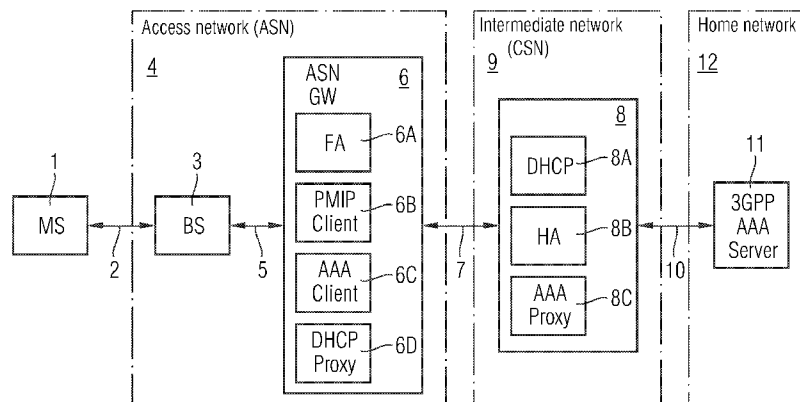 Access network (ASN)
4
ASN
GW
6
FA
6A
PMIP
Client
6B
AAA
Client
6C
DHCP
Proxy
6D
1
MS
2
3
BS
5
7
Intermediate network
(CSN)
9
8
DHCP
8A
HA
8B
AAA
Proxy
8C
10
Home network
12
11
3GPP
AAA
Server